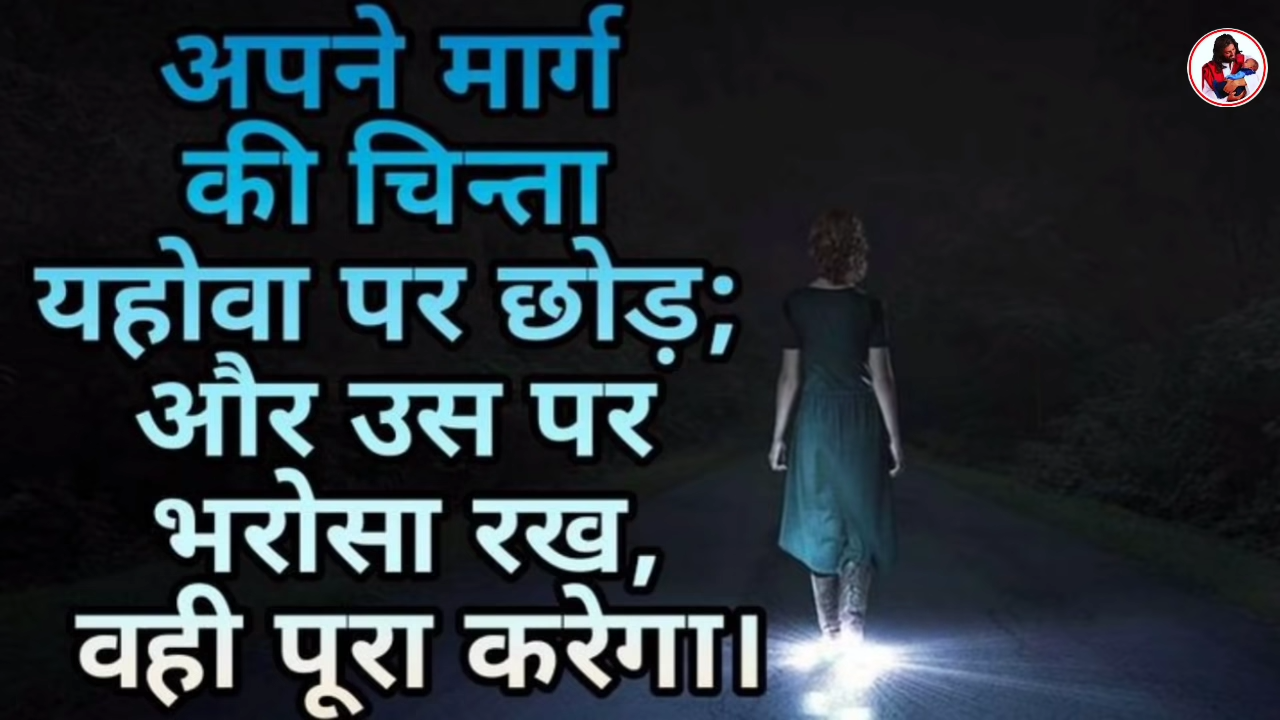 अपने मार्ग
की चिन्ता
यहोवा पर छोड़;
और उस पर
भरोसा रख,
वही पूरा करेगा।